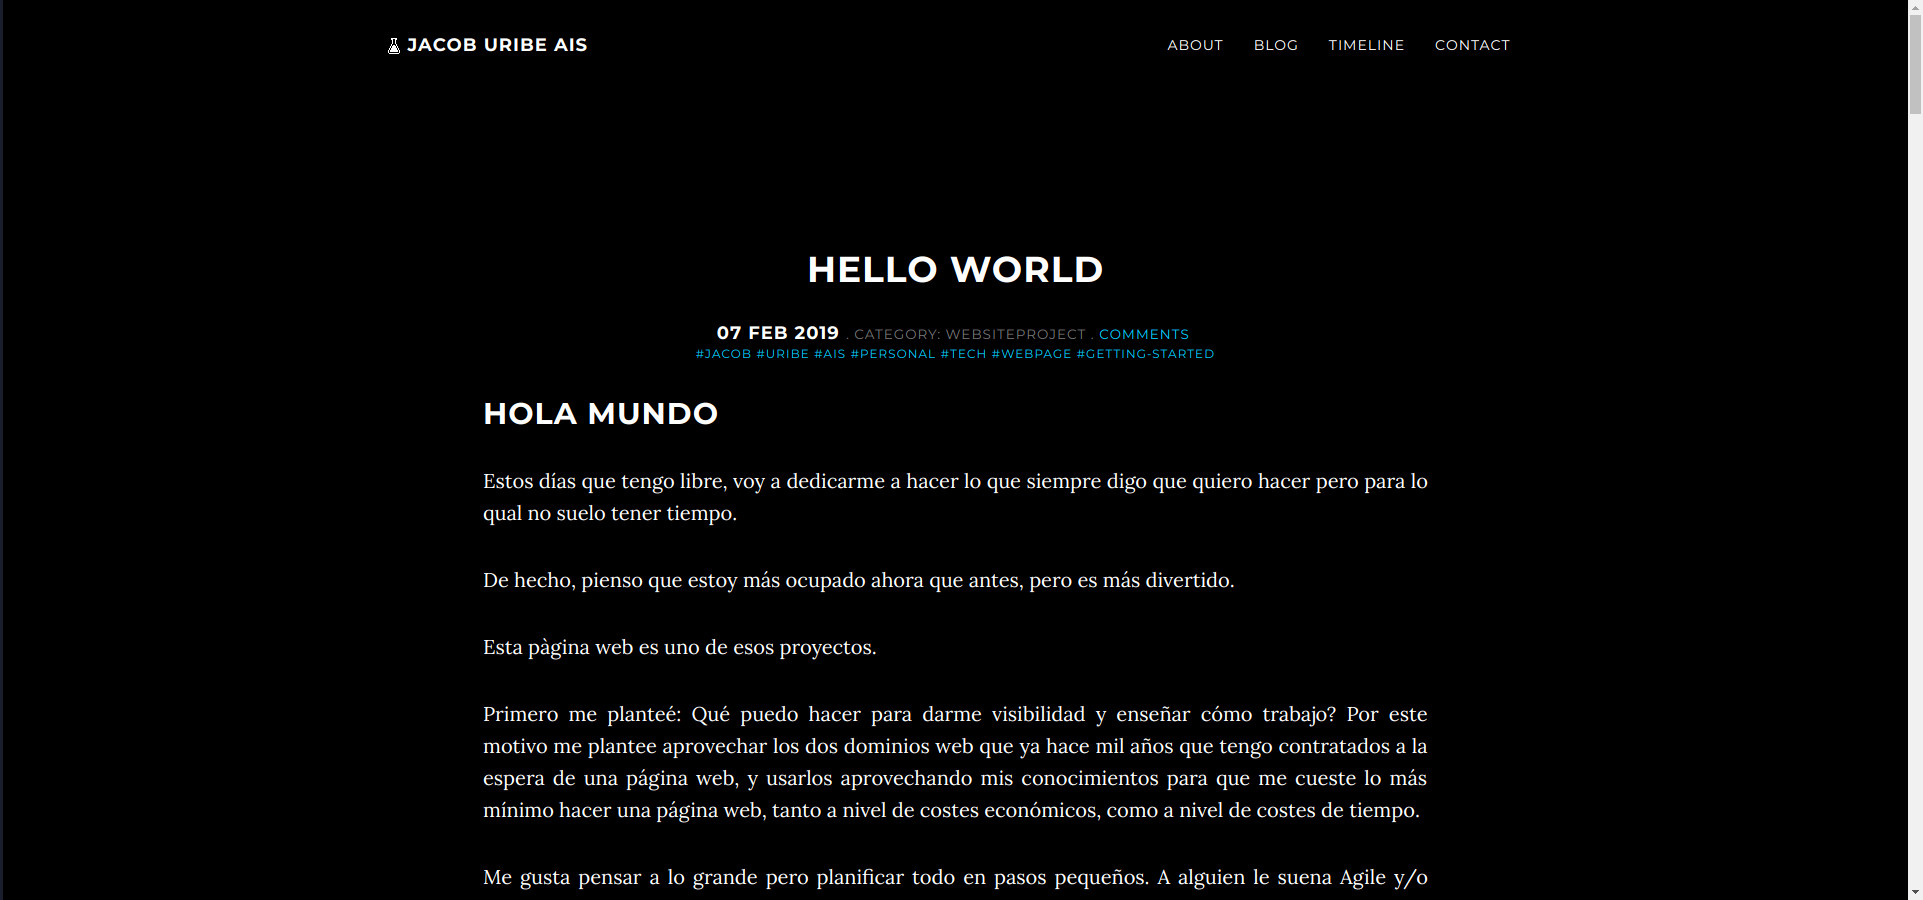 JACOB URIBE AIS ABOUT BLOG TIMELINE CONTACT
HELLO WORLD
07 FEB 2019 . CATEGORY: WEBSITEPROJECT . COMMENTS
#JACOB #URIBE #AIS #PERSONAL #TECH #WEBPAGE #GETTING-STARTED
HOLA MUNDO
Estos días que tengo libre, voy a dedicarme a hacer lo que siempre digo que quiero hacer pero para lo
qual no suelo tener tiempo.
De hecho, pienso que estoy más ocupado ahora que antes, pero es más divertido.
Esta pàgina web es uno de esos proyectos.
Primero me planteé: Qué puedo hacer para darme visibilidad y enseñar cómo trabajo? Por este
motivo me plantee aprovechar los dos dominios web que ya hace mil años que tengo contratados a la
espera de una página web, y usarlos aprovechando mis conocimientos para que me cueste lo más
mínimo hacer una página web, tanto a nivel de costes económicos, como a nivel de costes de tiempo.
Me gusta pensar a lo grande pero planificar todo en pasos pequeños. A alguien le suena Agile y/o